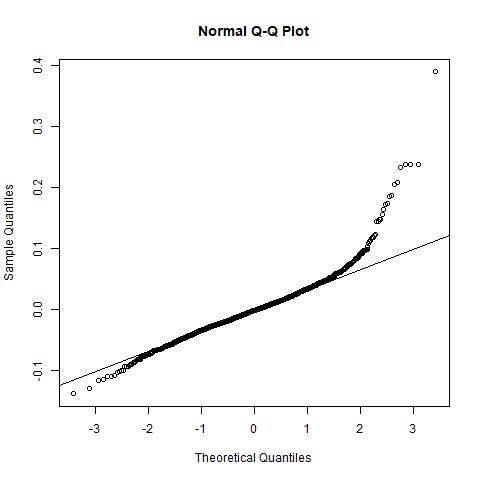 Normal Q-Q Plot
0.4
0.3
0.2
0.1
0.0
-0.1
Sample Quantiles
-3 -2 -1 0 1 2 3
Theoretical Quantiles